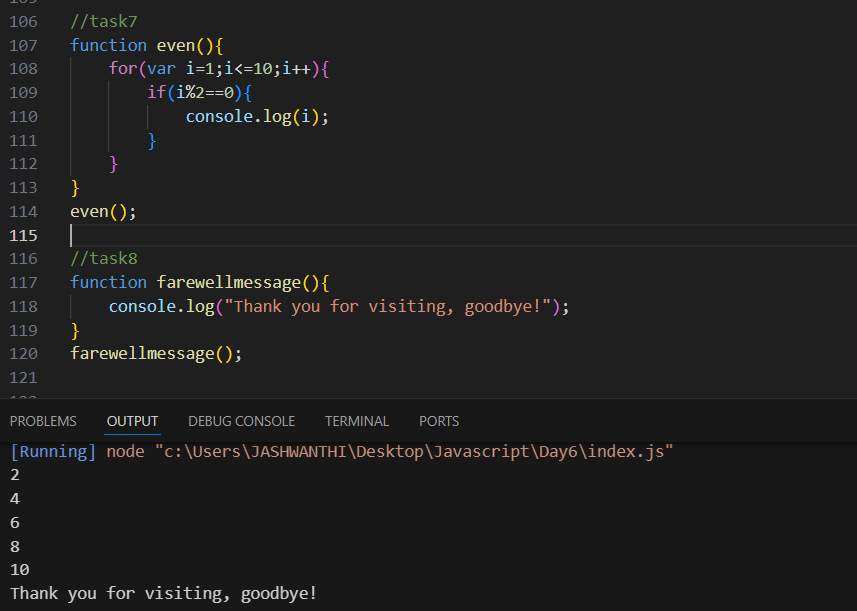 106 //task7
107 function even(){
108 for(var i=1;i<=10;i++){
109 if(i%2==0){
110 console.log(i);
111 }
112 }
113 }
114 even();
115
116 //task8
117 function farewellmessage(){
118 console.log("Thank you for visiting, goodbye!");
119 }
120 farewellmessage();
121
PROBLEMS OUTPUT DEBUG CONSOLE TERMINAL PORTS
[Running] node "c:\Users\JASHWANTHI\Desktop\Javascript\Day6\index.js"
2
4
6
8
10
Thank you for visiting, goodbye!